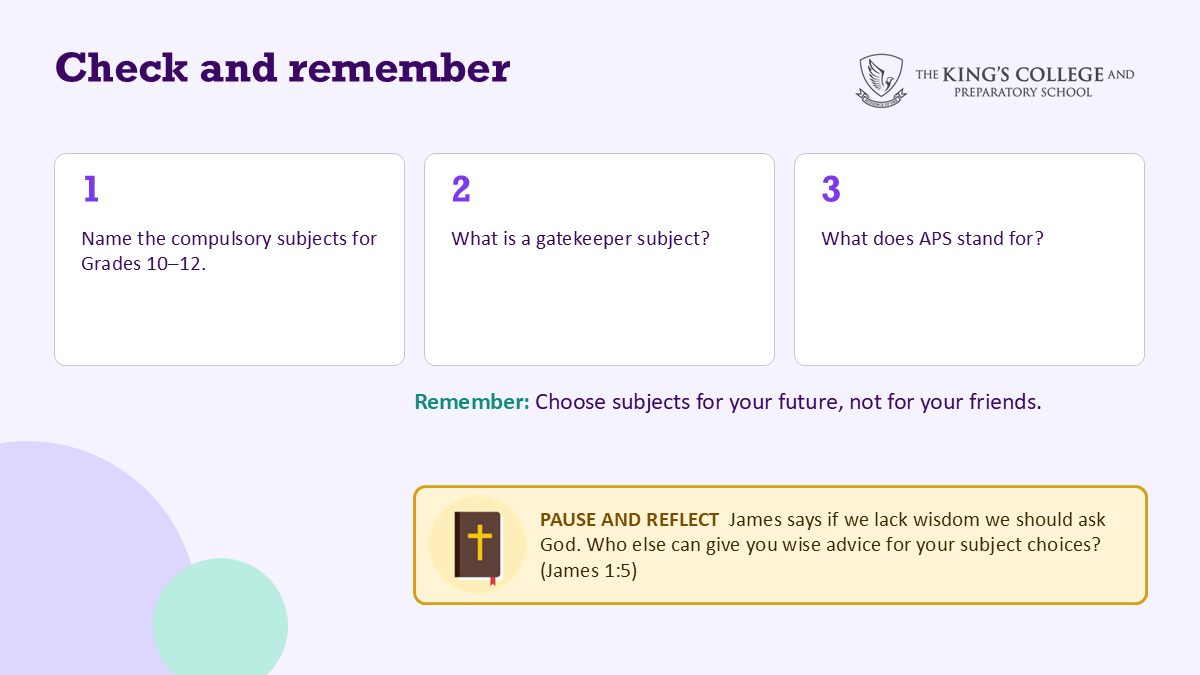 Check and remember
THE KING'S COLLEGE AND
PREPARATORY SCHOOL
1
Name the compulsory subjects for
Grades 10–12.
2
What is a gatekeeper subject?
3
What does APS stand for?
Remember: Choose subjects for your future, not for your friends.
PAUSE AND REFLECT James says if we lack wisdom we should ask
God. Who else can give you wise advice for your subject choices?
(James 1:5)